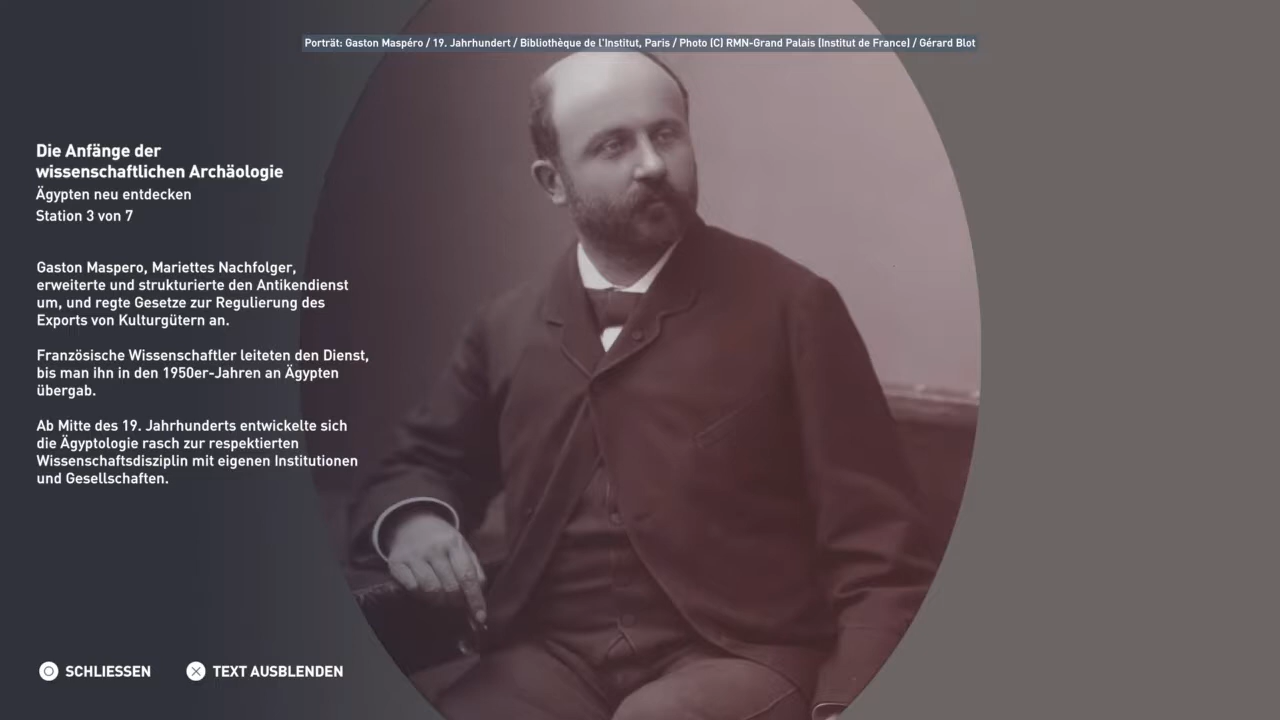 Porträt: Gaston Maspéro / 19. Jahrhundert / Bibliothèque de l'Institut, Paris / Photo (C) RMN-Grand Palais (Institut de France) / Gérard Blot
Die Anfänge der
wissenschaftlichen Archäologie
Ägypten neu entdecken
Station 3 von 7
Gaston Maspero, Mariettes Nachfolger,
erweiterte und strukturierte den Antikendienst
um, und regte Gesetze zur Regulierung des
Exports von Kulturgütern an.
Französische Wissenschaftler leiteten den Dienst,
bis man ihn in den 1950er-Jahren an Ägypten
übergab.
Ab Mitte des 19. Jahrhunderts entwickelte sich
die Ägyptologie rasch zur respektierten
Wissenschaftsdisziplin mit eigenen Institutionen
und Gesellschaften.
SCHLIESSEN TEXT AUSBLENDEN